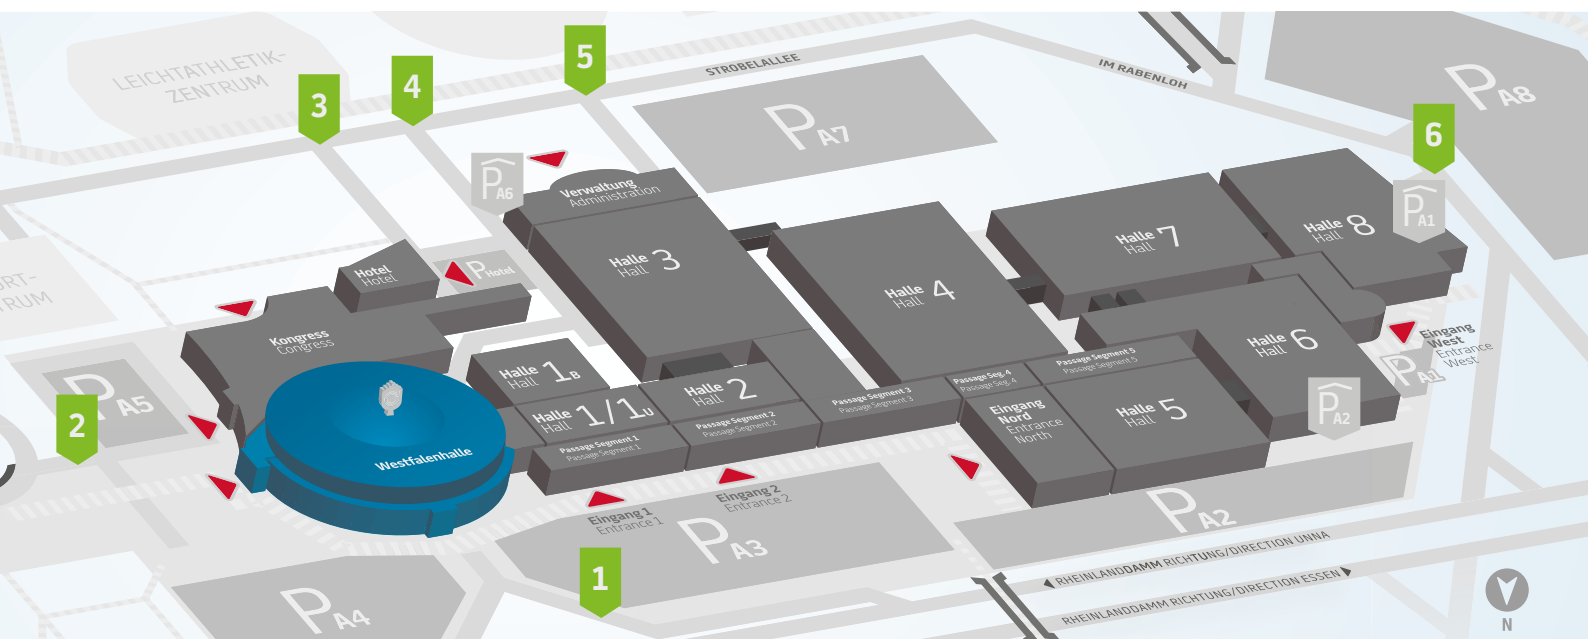 LEICHTATHLETIK-
ZENTRUM
3
4
5
STROBELALLEE
IM RABENLOH
P A8
6
P A7
P A6
Verwaltung
Administration
P A1
Halle
Hall 3
Halle
Hall 4
Halle
Hall 7
Halle
Hall 8
Hotel
Hotel
P Hotel
ORT-
TRUM
Kongress
Congress
Halle
Hall 1B
Halle
Hall 1/1U
Halle
Hall 2
Passage Segment 1
Passage Segment 1
Passage Segment 2
Passage Segment 2
Passage Segment 3
Passage Segment 3
Passage Seg. 4
Passage Seg. 4
Passage Segment 5
Passage Segment 5
Halle
Hall 6
Halle
Hall 5
Eingang
Nord
Entrance
North
Eingang
West
Entrance
West
P A1
P A2
P A5
2
Westfalenhalle
Eingang 1
Entrance 1
Eingang 2
Entrance 2
P A3
P A2
1
P A4
RHEINLANDDAMM RICHTUNG/DIRECTION UNNA
RHEINLANDDAMM RICHTUNG/DIRECTION ESSEN
N